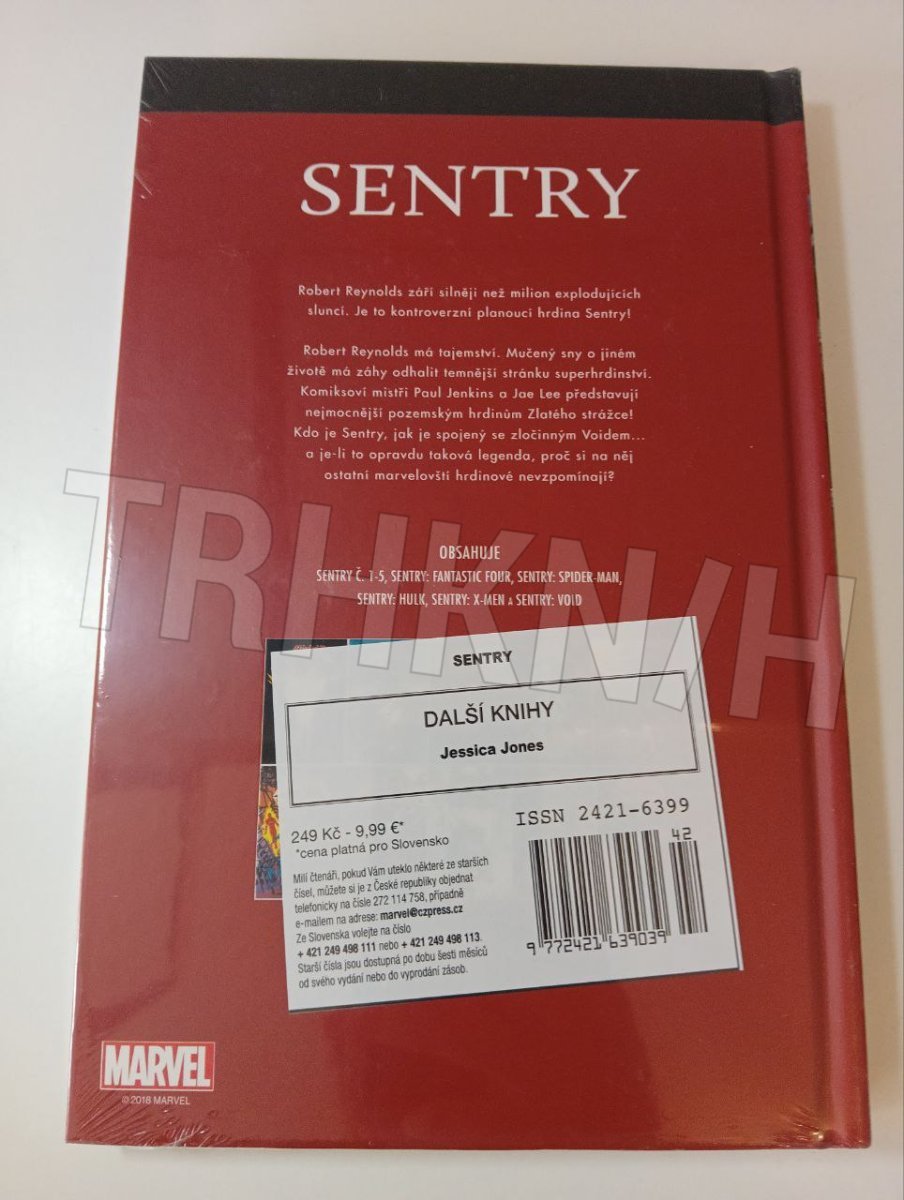 SENTRY
Robert Reynolds září silněji než milion explodujících
sluncí. Je to kontroverzní planoucí hrdina Sentry!
Robert Reynolds má tajemství. Mučený sny o jiném
životě má záhy odhalit temnější stránku superhrdinství.
Komiksoví mistři Paul Jenkins a Jae Lee představují
nejmocnější pozemským hrdinům Zlatého strážce!
Kdo je Sentry, jak je spojený se zločinným Voidem...
a je-li to opravdu taková legenda, proč si na něj
ostatní marvelovští hrdinové nevzpomínají?
TRHKN/H
OBSAHUJE
SENTRY Č. 1-5, SENTRY: FANTASTIC FOUR, SENTRY: SPIDER-MAN,
SENTRY: HULK, SENTRY: X-MEN A SENTRY: VOID
SENTRY
DALŠÍ KNIHY
Jessica Jones
249 Kč - 9,99 €*
*cena platná pro Slovensko
Milí čtenáři, pokud Vám uteklo některé ze starších
čísel, můžete si je z České republiky objednat
telefonicky na čísle 272 114 758, případně
e-mailem na adrese: marvel@czpress.cz
Ze Slovenska volejte na číslo
+ 421 249 498 111 nebo + 421 249 498 113.
Starší čísla jsou dostupná po dobu šesti měsíců
od svého vydání nebo do vyprodání zásob.
ISSN 2421-6399
42
9 772421 639039
MARVEL
© 2018 MARVEL